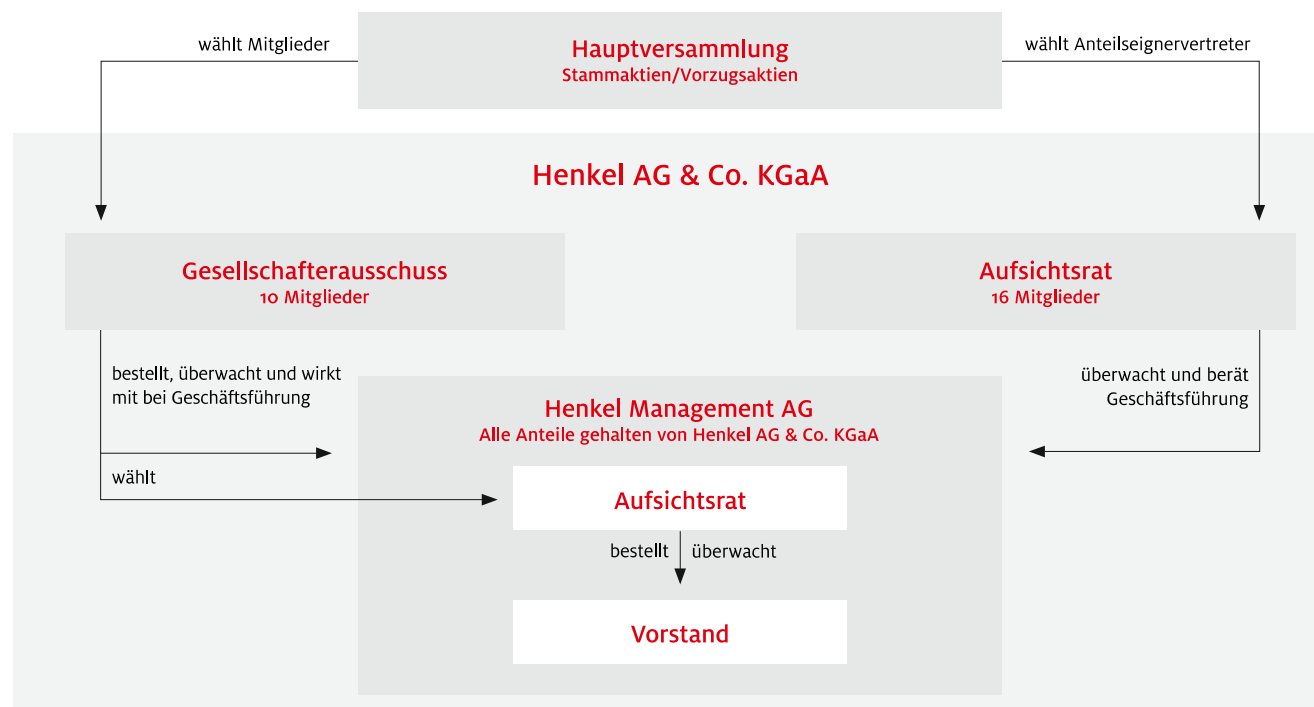 wählt Mitglieder
Hauptversammlung
Stammaktien/Vorzugsaktien
wählt Anteilseignervertreter
Henkel AG & Co. KGaA
Gesellschafterausschuss
10 Mitglieder
Aufsichtsrat
16 Mitglieder
bestellt, überwacht und wirkt
mit bei Geschäftsführung
wählt
überwacht und berät
Geschäftsführung
Henkel Management AG
Alle Anteile gehalten von Henkel AG & Co. KGaA
Aufsichtsrat
bestellt überwacht
Vorstand